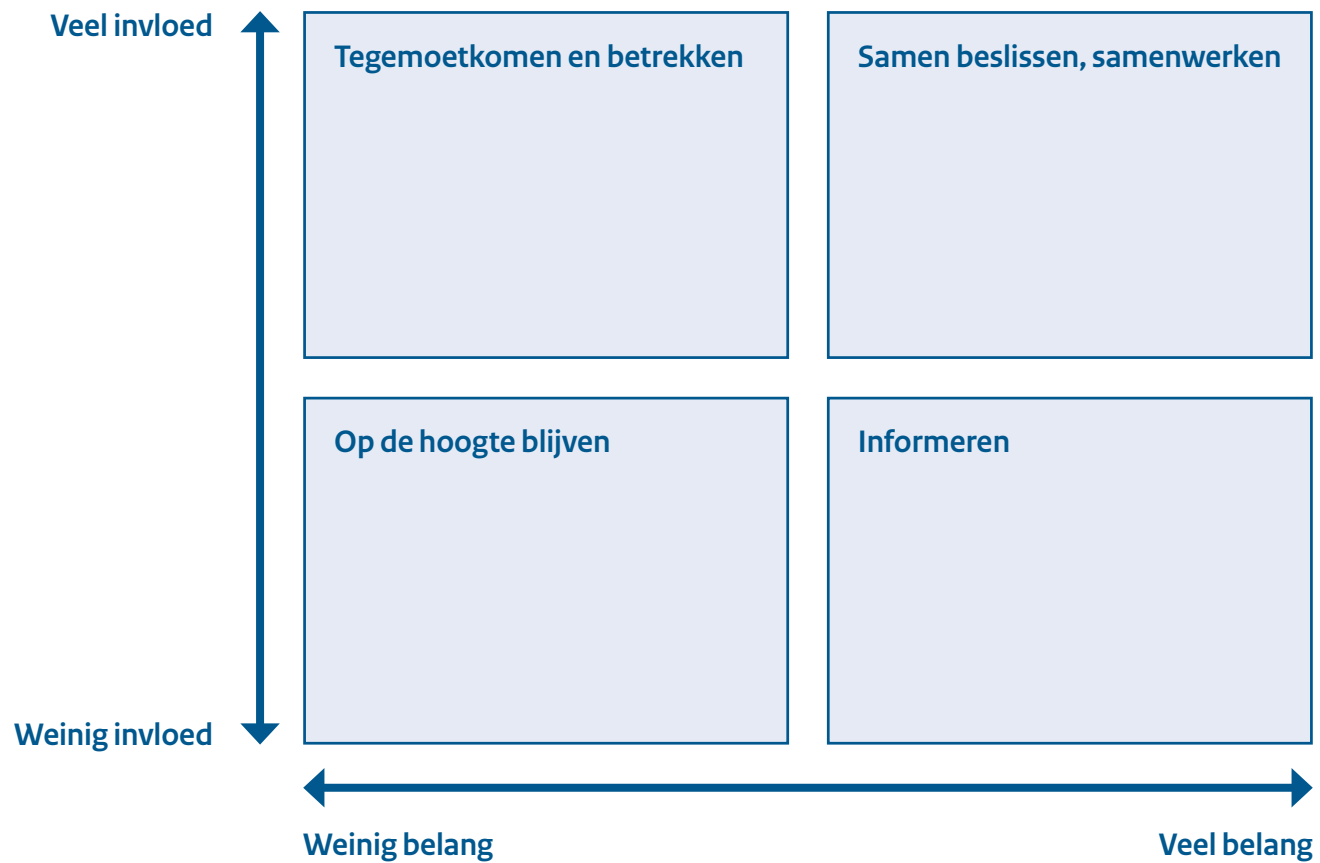 Veel invloed
Tegemoetkomen en betrekken
Samen beslissen, samenwerken
Op de hoogte blijven
Informeren
Weinig invloed
Weinig belang
Veel belang